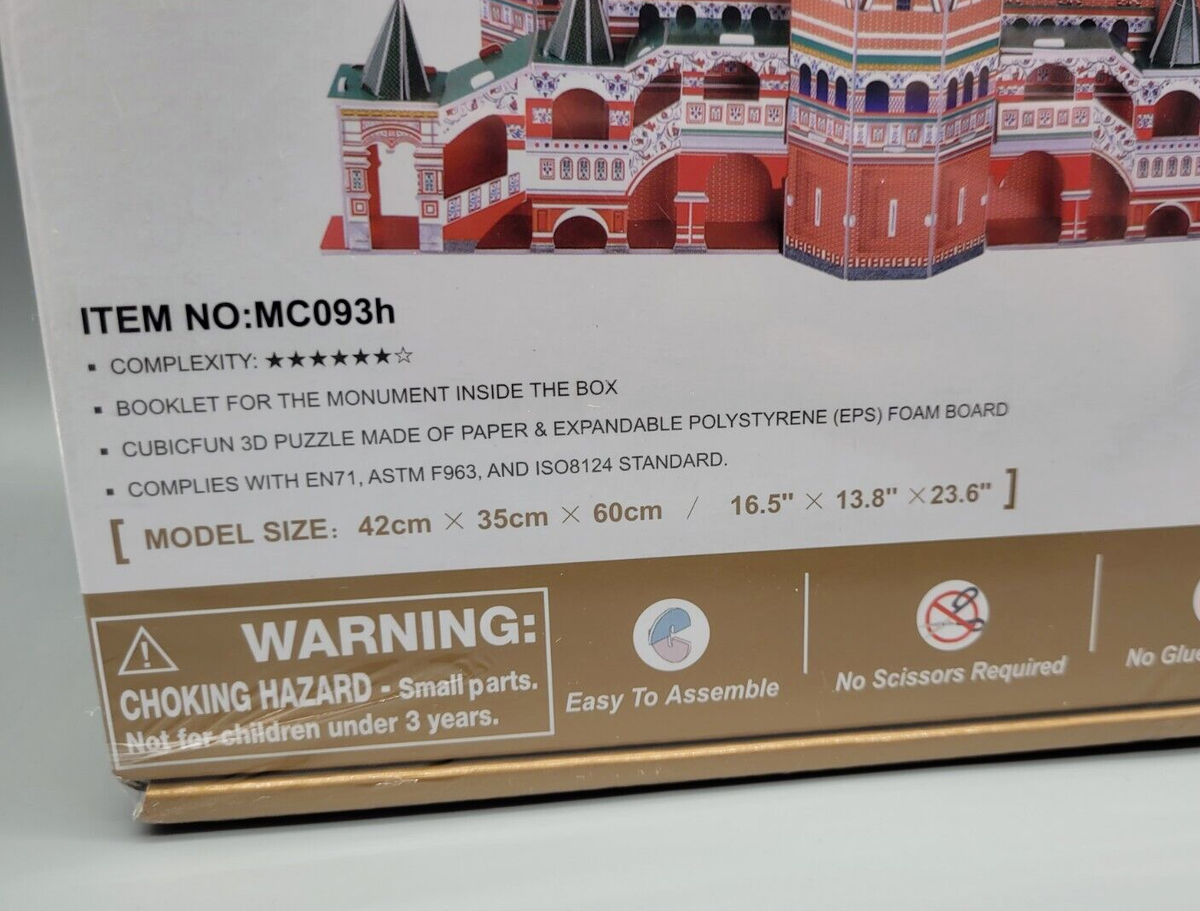 ITEM NO:MC093h
▪ COMPLEXITY: ★★★★★★☆
▪ BOOKLET FOR THE MONUMENT INSIDE THE BOX
▪ CUBICFUN 3D PUZZLE MADE OF PAPER & EXPANDABLE POLYSTYRENE (EPS) FOAM BOARD
▪ COMPLIES WITH EN71, ASTM F963, AND ISO8124 STANDARD.
[ MODEL SIZE: 42cm × 35cm × 60cm / 16.5" × 13.8" ×23.6" ]
WARNING:
CHOKING HAZARD - Small parts.
Not for children under 3 years.
Easy To Assemble
No Scissors Required
No Glue